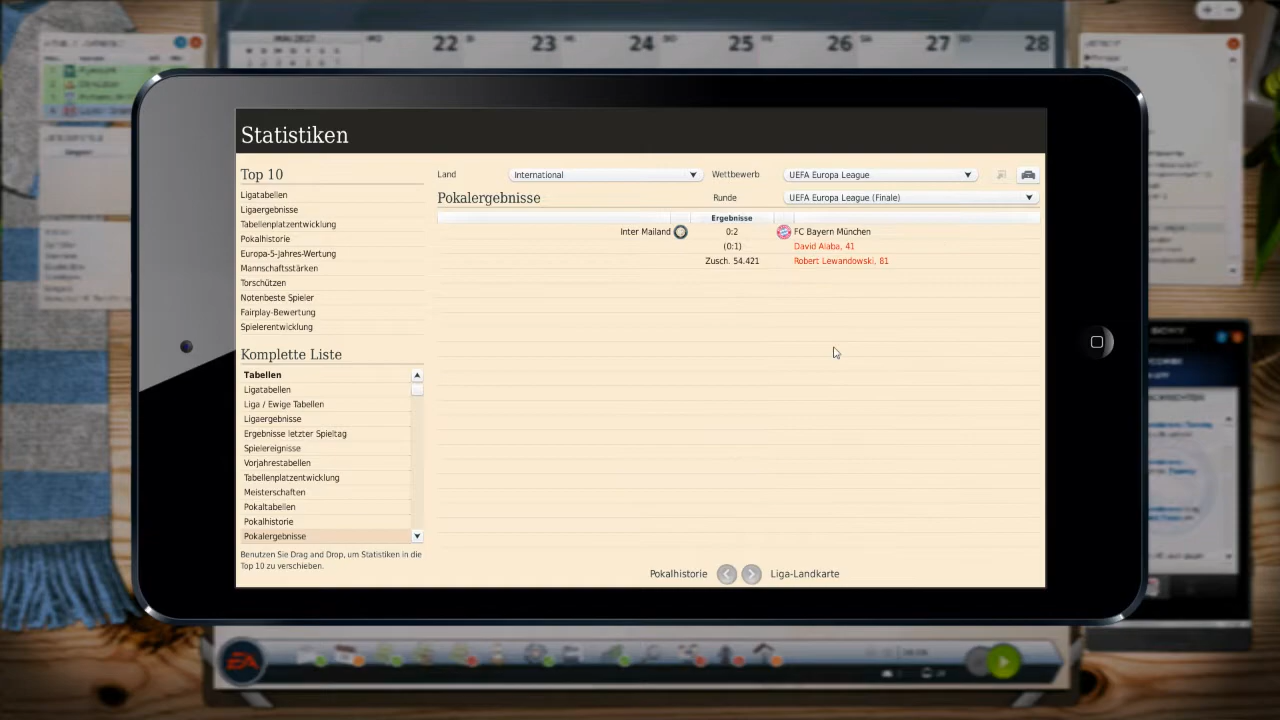 22
23
24
25
26
27
28
Statistiken
Top 10
Ligatabellen
Ligaergebnisse
Tabellenplatzentwicklung
Pokalhistorie
Europa-5-Jahres-Wertung
Mannschaftsstärken
Torschützen
Notenbeste Spieler
Fairplay-Bewertung
Spielerentwicklung
Komplette Liste
Tabellen
Ligatabellen
Liga / Ewige Tabellen
Ligaergebnisse
Ergebnisse letzter Spieltag
Spielereignisse
Vorjahrestabellen
Tabellenplatzentwicklung
Meisterschaften
Pokaltabellen
Pokalhistorie
Pokalergebnisse
Benutzen Sie Drag and Drop, um Statistiken in die
Top 10 zu verschieben.
Land International Wettbewerb UEFA Europa League
Pokalergebnisse Runde UEFA Europa League (Finale)
Ergebnisse
Inter Mailand 0:2 FC Bayern München
(0:1) David Alaba, 41
Zusch. 54.421 Robert Lewandowski, 81
Pokalhistorie Liga-Landkarte
EA